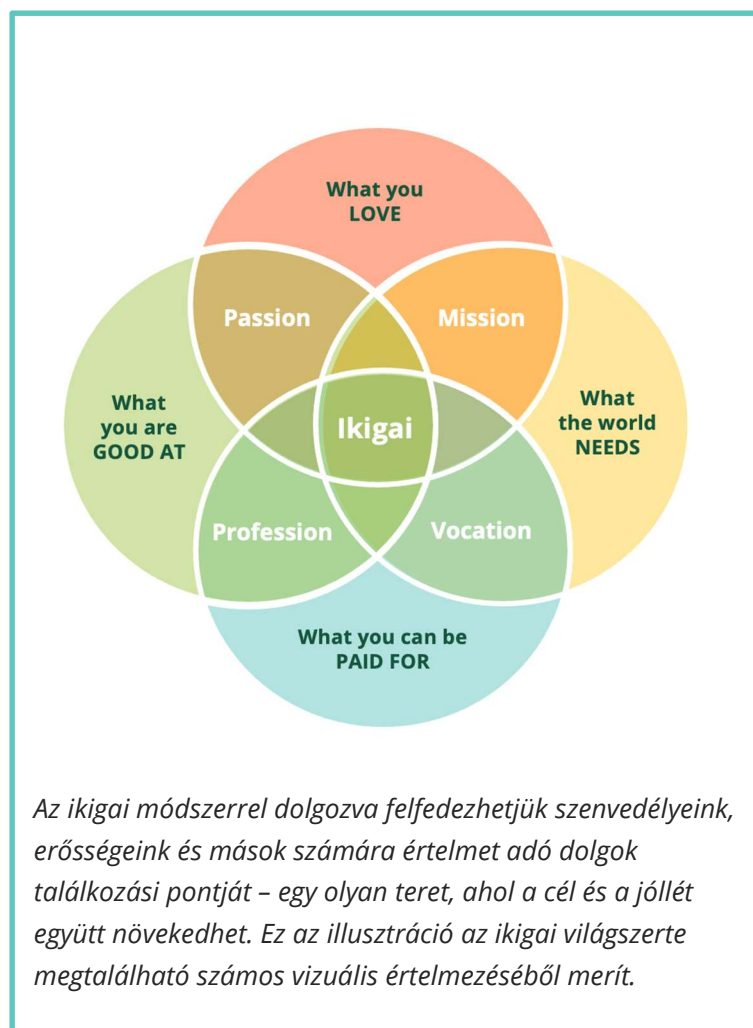 What you
LOVE
Passion
Mission
What
you are
GOOD AT
Ikigai
What
the world
NEEDS
Profession
Vocation
What you can be
PAID FOR
Az ikigai módszerrel dolgozva felfedezhetjük szenvedélyeink,
erősségeink és mások számára értelmet adó dolgok
találkozási pontját – egy olyan teret, ahol a cél és a jóllét
együtt növekedhet. Ez az illusztráció az ikigai világszerte
megtalálható számos vizuális értelmezéséből merít.